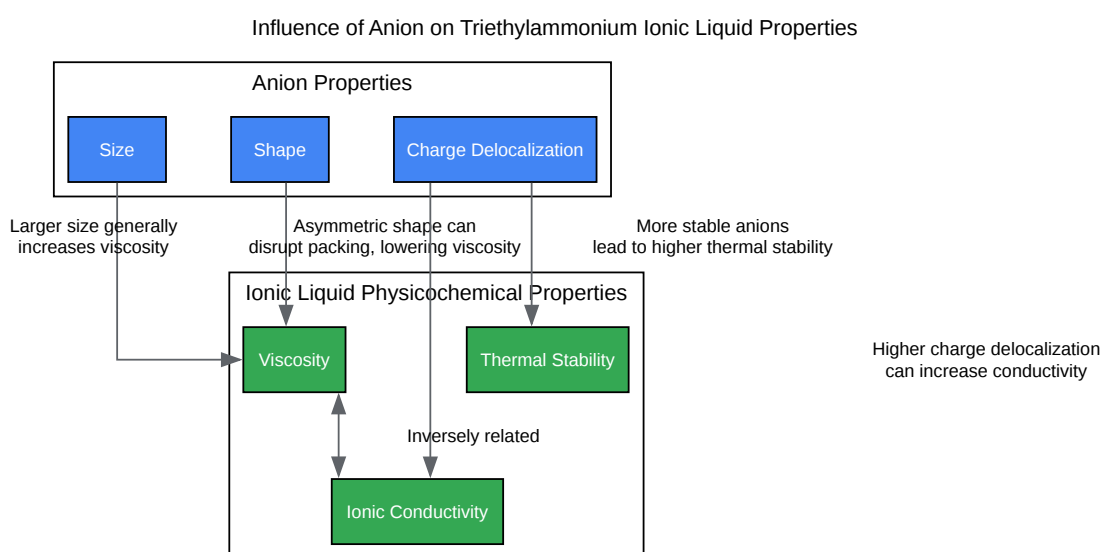 Influence of Anion on Triethylammonium Ionic Liquid Properties
Anion Properties
Size
Shape
Charge Delocalization
Larger size generally
increases viscosity
Asymmetric shape can
disrupt packing, lowering viscosity
More stable anions
lead to higher thermal stability
Ionic Liquid Physicochemical Properties
Viscosity
Thermal Stability
Higher charge delocalization
can increase conductivity
Inversely related
Ionic Conductivity